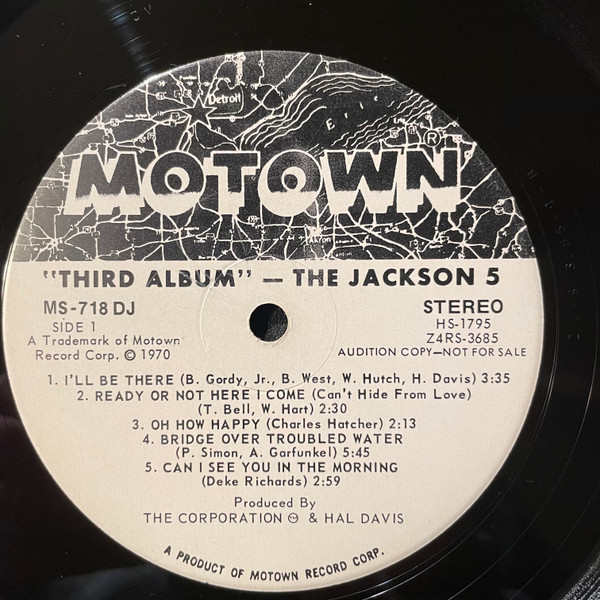 Detroit
Erie
MOTOWN®
Akron
"THIRD ALBUM" — THE JACKSON 5
MS-718 DJ
SIDE 1
A Trademark of Motown
Record Corp. © 1970
STEREO
HS-1795
Z4RS-3685
AUDITION COPY—NOT FOR SALE
1. I'LL BE THERE (B. Gordy, Jr., B. West, W. Hutch, H. Davis) 3:35
2. READY OR NOT HERE I COME (Can't Hide From Love)
(T. Bell, W. Hart) 2:30
3. OH HOW HAPPY (Charles Hatcher) 2:13
4. BRIDGE OVER TROUBLED WATER
(P. Simon, A. Garfunkel) 5:45
5. CAN I SEE YOU IN THE MORNING
(Deke Richards) 2:59
Produced By
THE CORPORATION ™ & HAL DAVIS
A PRODUCT OF MOTOWN RECORD CORP.